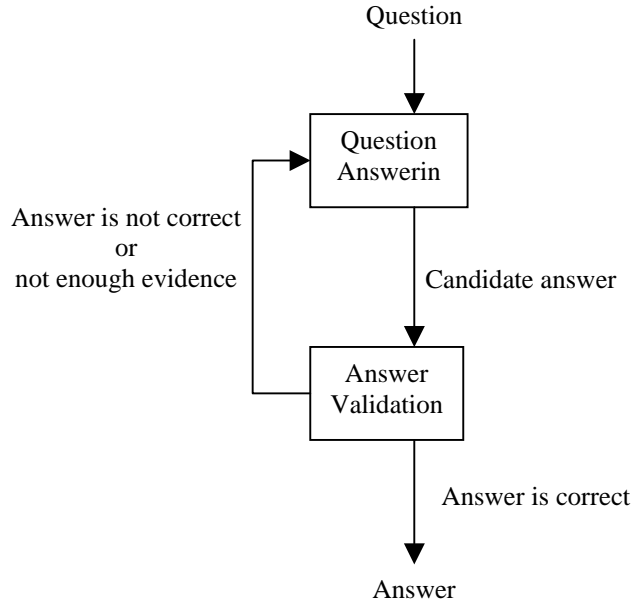 Question
Question
Answerin
Answer is not correct
or
not enough evidence
Candidate answer
Answer
Validation
Answer is correct
Answer